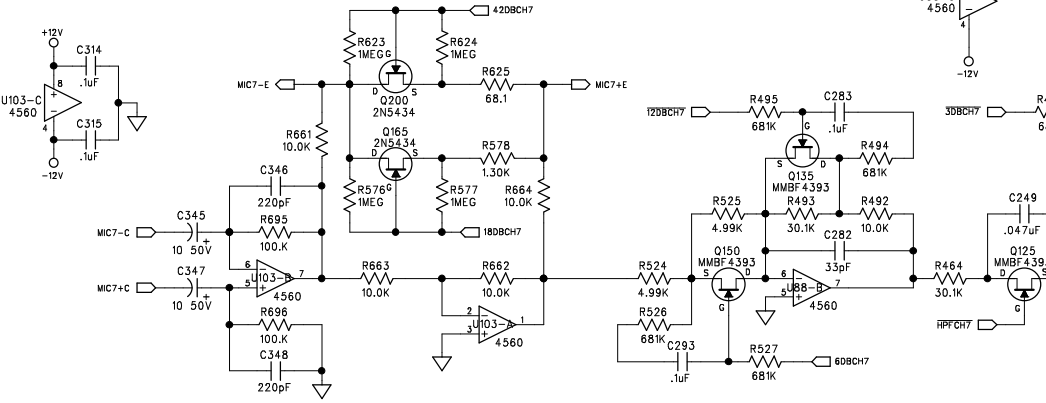 42DBCH7
4560
4
-12V
+12V
C314
.1uF
8
+
-
U103-C
4560
4
C315
.1uF
-12V
R623
1MEG
G
R624
1MEG
D
S
Q200
2N5434
R625
68.1
MIC7-E
MIC7+E
R661
10.0K
Q165
2N5434
D
S
G
R578
1.30K
R576
1MEG
R577
1MEG
R664
10.0K
18DBCH7
C346
220pF
R695
100.K
C345
MIC7-C
10 50V
+
C347
MIC7+C
10 50V
+
6
-
5
+
U103-B
7
4560
R696
100.K
C348
220pF
R663
10.0K
R662
10.0K
2
-
3
+
U103-A
1
4560
12DBCH7
R495
681K
C283
.1uF
G
S
D
Q135
MMBF4393
R494
681K
R525
4.99K
R493
30.1K
R492
10.0K
C282
33pF
Q150
MMBF4393
S
D
G
R524
4.99K
R526
681K
C293
.1uF
R527
681K
6DBCH7
6
-
5
+
U88-B
7
4560
R464
30.1K
3DBCH7
C249
.047uF
Q125
MMBF439
D
S
G
HPFCH7